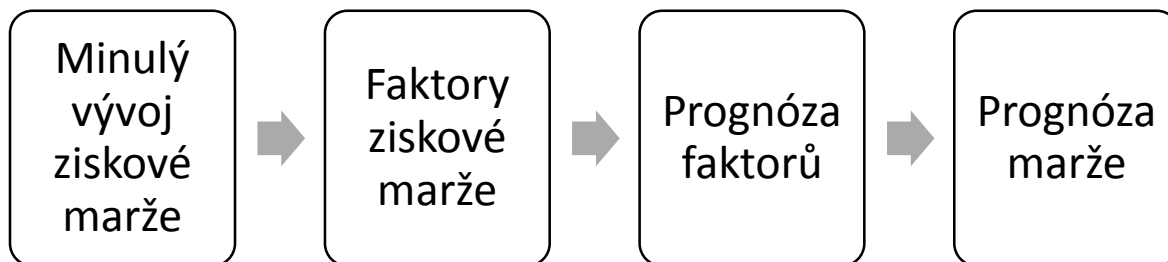 Minulý
vývoj
ziskové
marže
Faktory
ziskové
marže
Prognóza
faktorů
Prognóza
marže